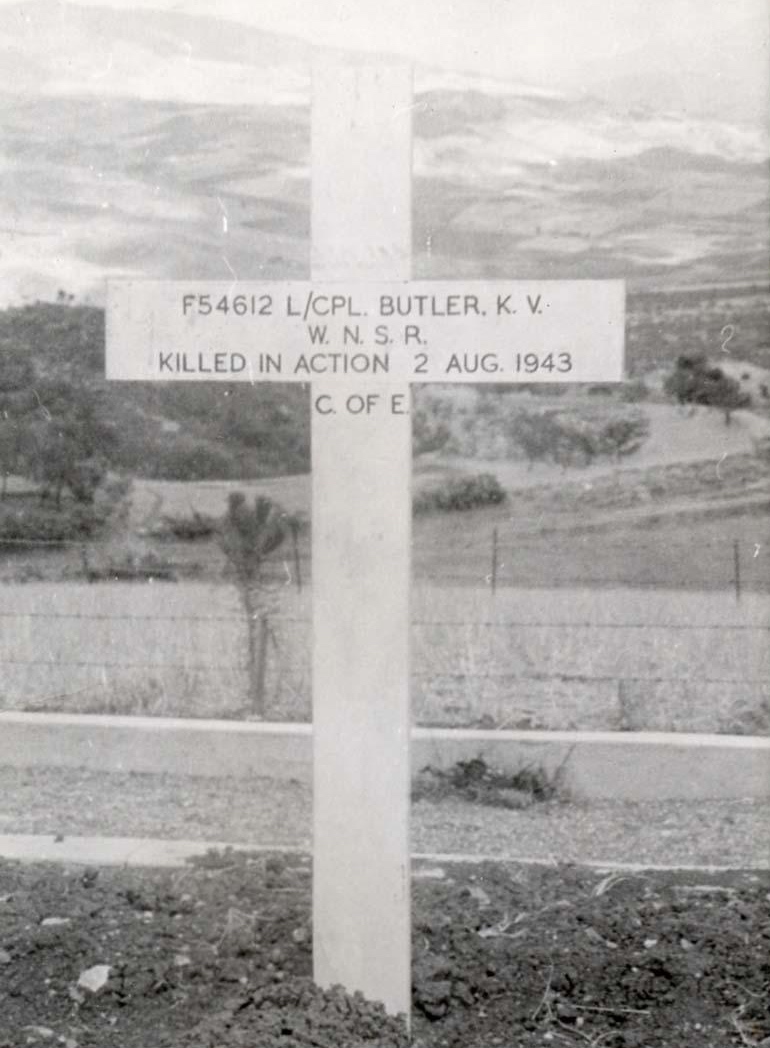 F54612 L/CPL. BUTLER. K. V.
W. N. S. R.
KILLED IN ACTION 2 AUG. 1943
C. OF E.